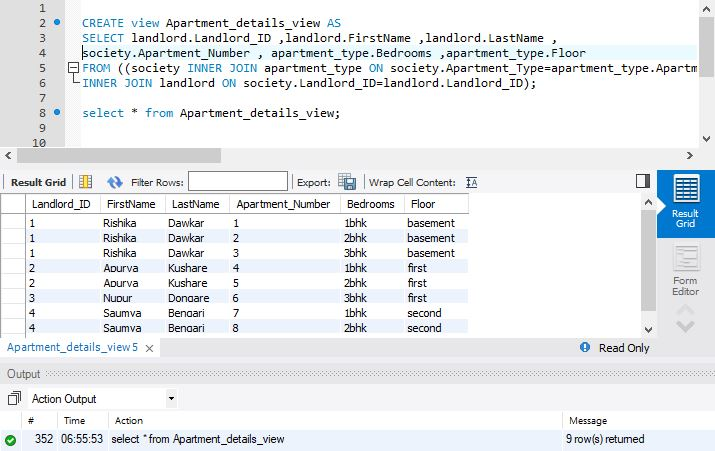 1
2 CREATE view Apartment_details_view AS
3 SELECT landlord.Landlord_ID ,landlord.FirstName ,landlord.LastName ,
4 society.Apartment_Number , apartment_type.Bedrooms ,apartment_type.Floor
5 FROM ((society INNER JOIN apartment_type ON society.Apartment_Type=apartment_type.Apartm
6 INNER JOIN landlord ON society.Landlord_ID=landlord.Landlord_ID);
7
8 select * from Apartment_details_view;
9
10
Result Grid Filter Rows: Export: Wrap Cell Content:
Landlord_ID FirstName LastName Apartment_Number Bedrooms Floor
1 Rishika Dawkar 1 1bhk basement
1 Rishika Dawkar 2 2bhk basement
1 Rishika Dawkar 3 3bhk basement
2 Apurva Kushare 4 1bhk first
2 Apurva Kushare 5 2bhk first
3 Nupur Dongare 6 3bhk first
4 Saumya Bengari 7 1bhk second
4 Saumya Bengari 8 2bhk second
Result
Grid
Form
Editor
Apartment_details_view 5 Read Only
Output
Action Output
# Time Action Message
352 06:55:53 select * from Apartment_details_view 9 row(s) returned